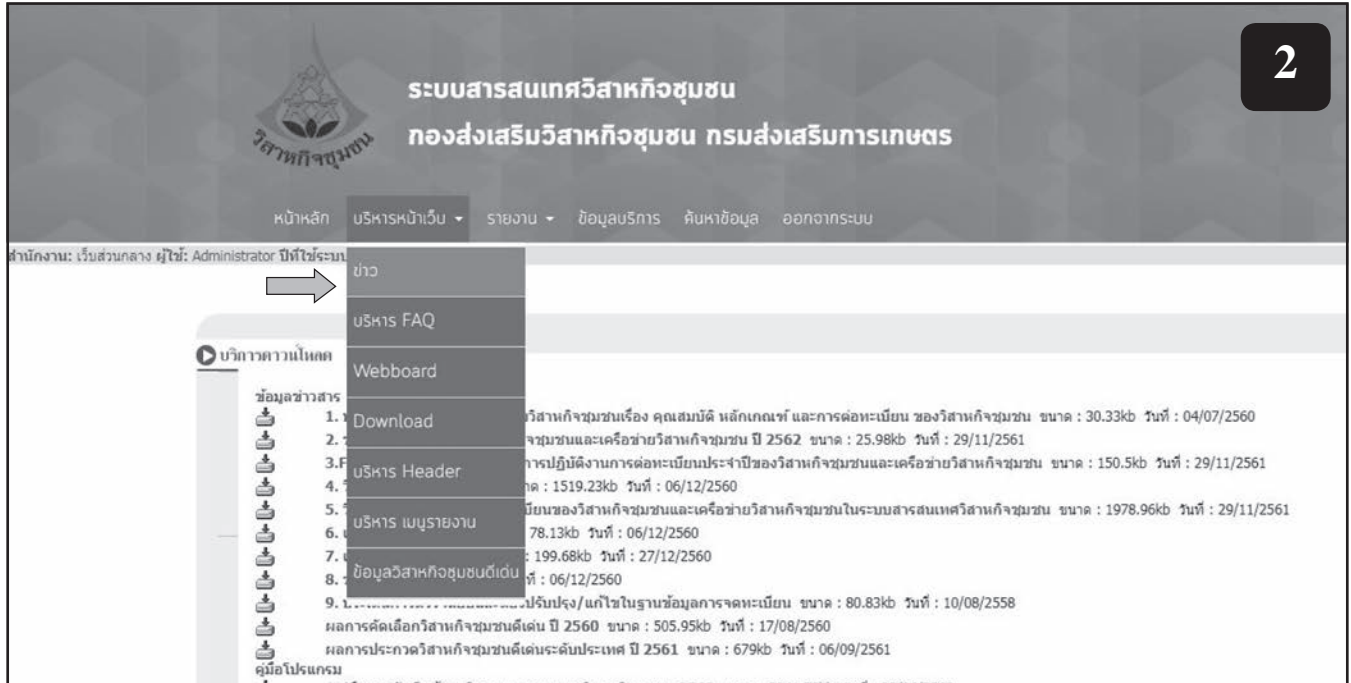 2
ระบบสารสนเทศวิสาหกิจชุมชน
กองส่งเสริมวิสาหกิจชุมชน กรมส่งเสริมการเกษตร
วิสาหกิจชุมชน
หน้าหลัก บริหารหน้าเว็บ รายงาน ข้อมูลบริการ ค้นหาข้อมูล ออกจากระบบ
สำนักงาน: เว็บส่วนกลาง ผู้ใช้: Administrator ปีที่ใช้ระบบ
ข่าว
บริหาร FAQ
Webboard
Download
บริหาร Header
บริหาร เมนูรายงาน
ข้อมูลวิสาหกิจชุมชนดีเด่น
ข้อมูลข่าวสาร
1. วิสาหกิจชุมชนเรื่อง คุณสมบัติ หลักเกณฑ์ และการต่อทะเบียน ของวิสาหกิจชุมชน ขนาด : 30.33kb วันที่ : 04/07/2560
2. จชุมชนและเครือข่ายวิสาหกิจชุมชน ปี 2562 ขนาด : 25.98kb วันที่ : 29/11/2561
3.F การปฏิบัติงานการต่อทะเบียนประจำปีของวิสาหกิจชุมชนและเครือข่ายวิสาหกิจชุมชน ขนาด : 150.5kb วันที่ : 29/11/2561
4. : 1519.23kb วันที่ : 06/12/2560
5. เบียนของวิสาหกิจชุมชนและเครือข่ายวิสาหกิจชุมชนในระบบสารสนเทศวิสาหกิจชุมชน ขนาด : 1978.96kb วันที่ : 29/11/2561
6. 78.13kb วันที่ : 06/12/2560
7. : 199.68kb วันที่ : 27/12/2560
8. ที่ : 06/12/2560
9. ปรับปรุง/แก้ไขในฐานข้อมูลการจดทะเบียน ขนาด : 80.83kb วันที่ : 10/08/2558
ผลการคัดเลือกวิสาหกิจชุมชนดีเด่น ปี 2560 ขนาด : 505.95kb วันที่ : 17/08/2560
ผลการประกวดวิสาหกิจชุมชนดีเด่นระดับประเทศ ปี 2561 ขนาด : 679kb วันที่ : 06/09/2561
คู่มือโปรแกรม